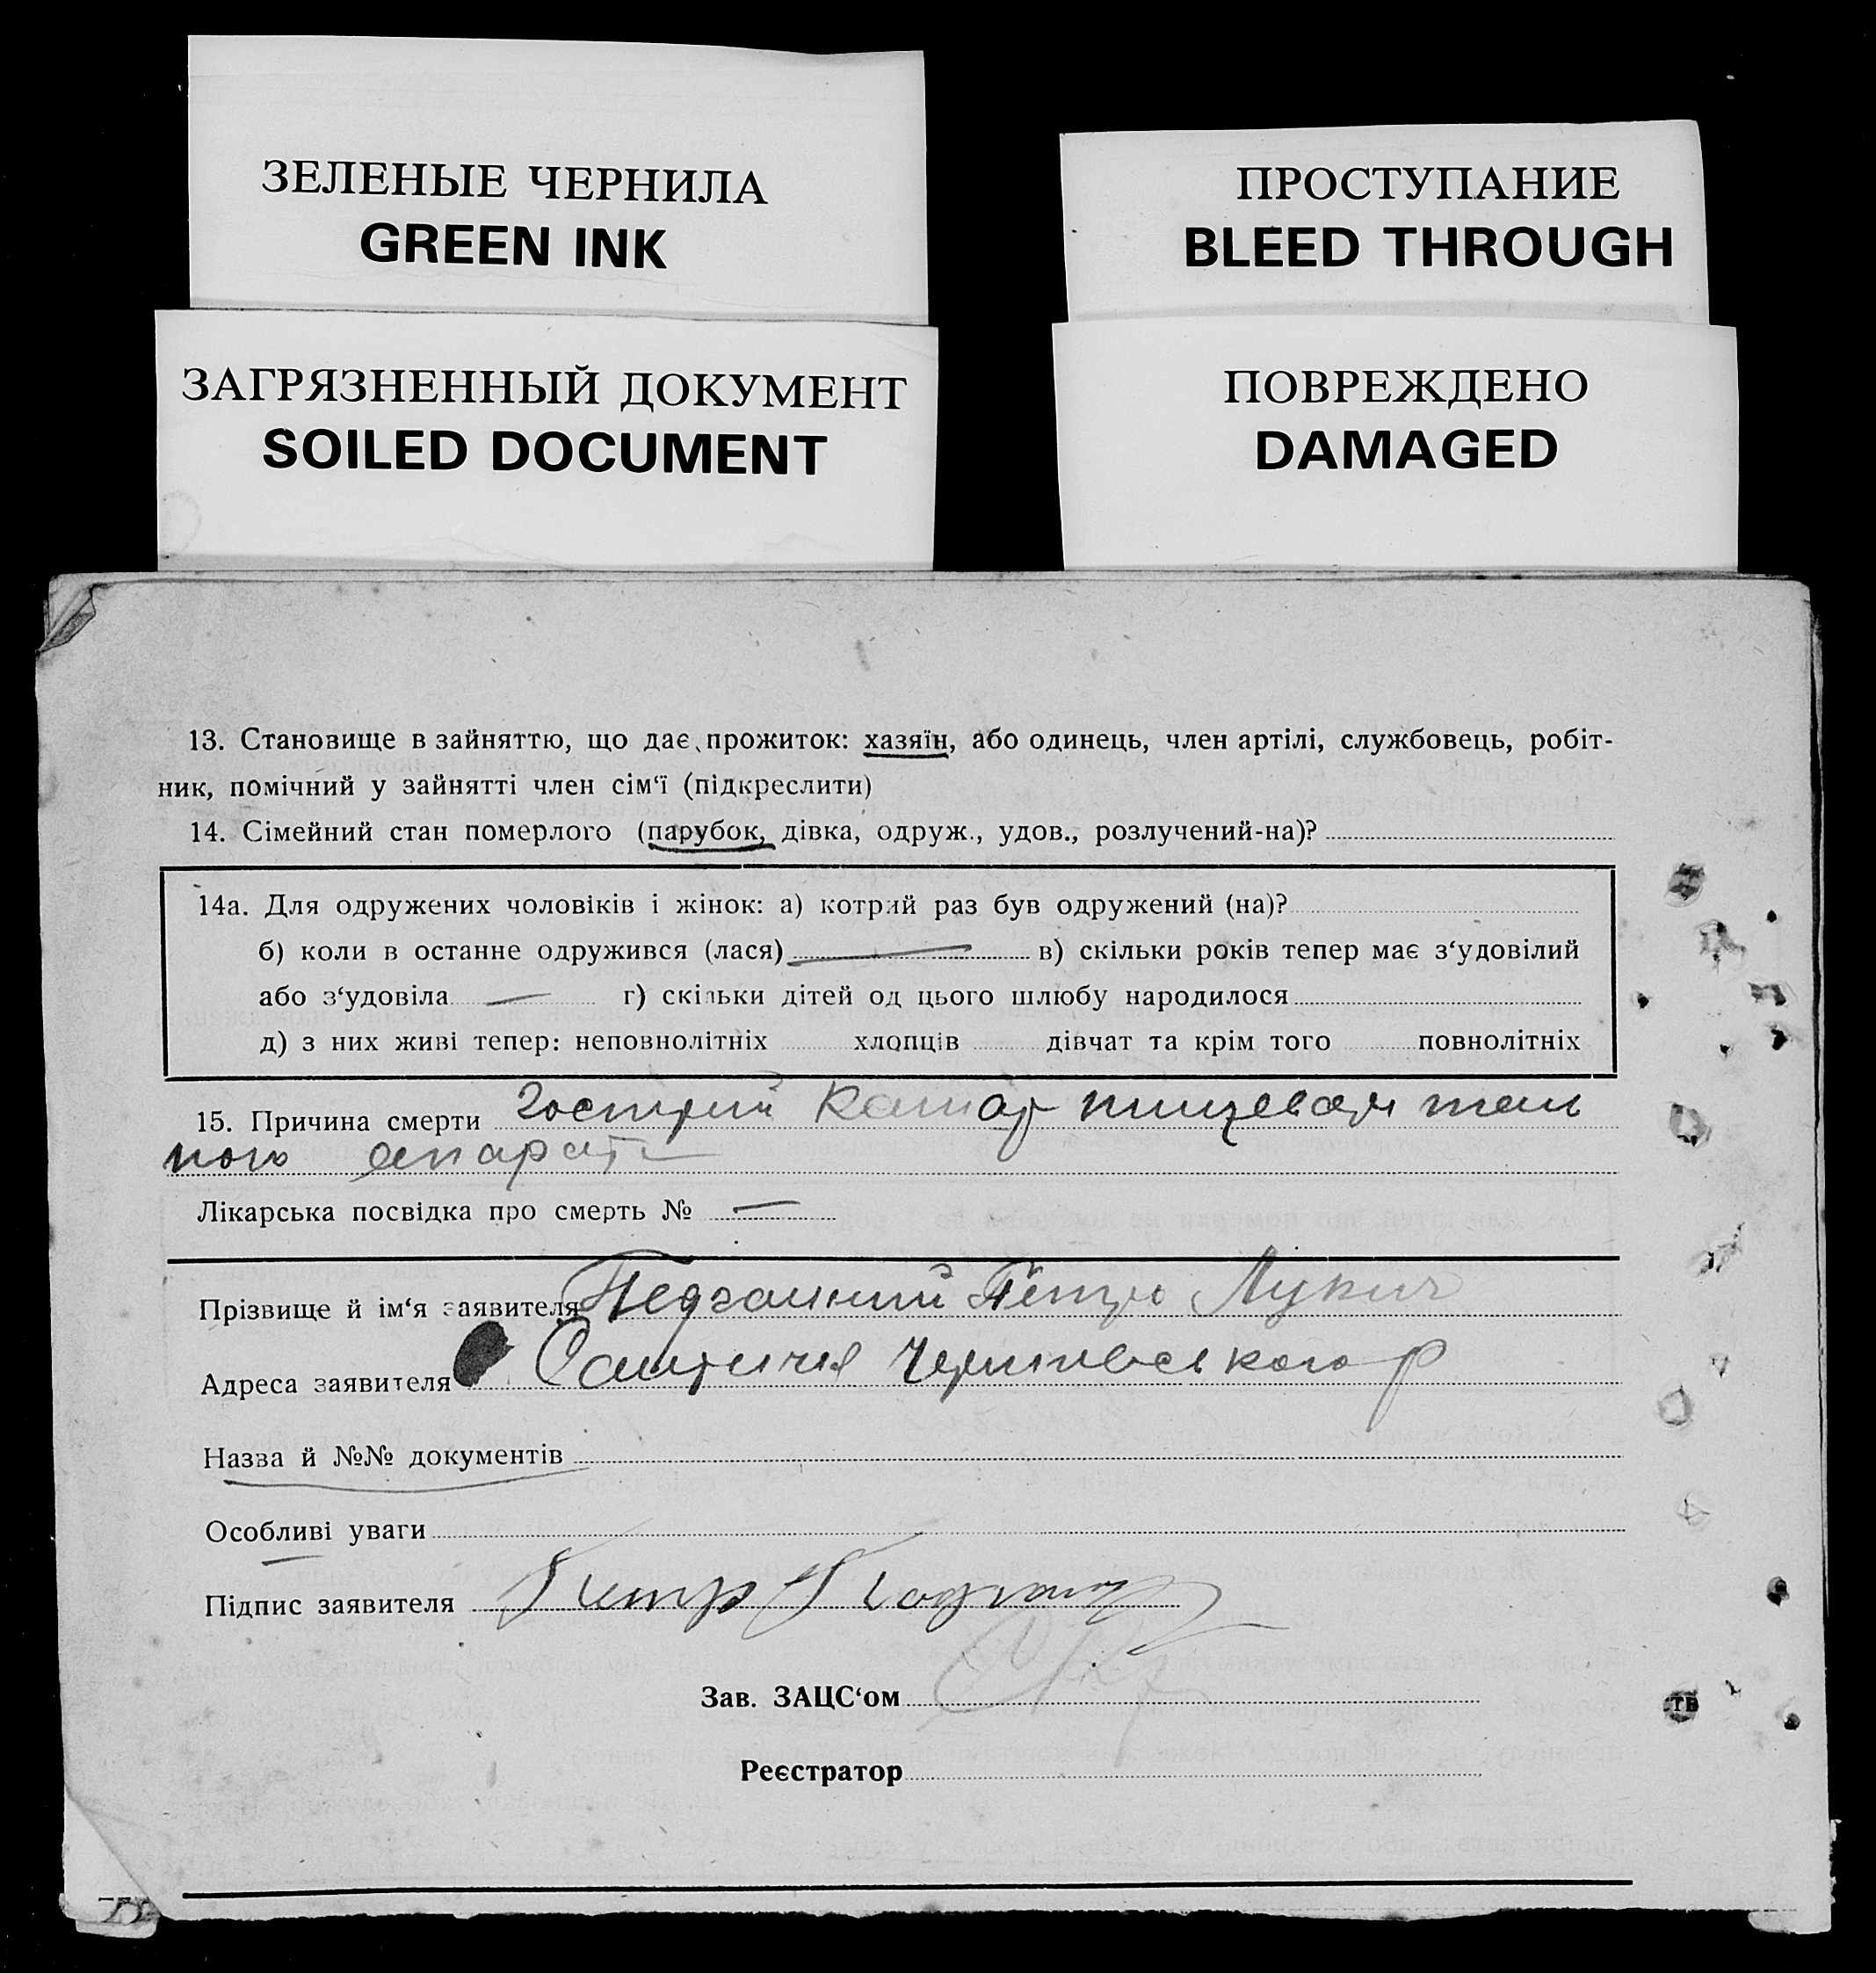 ЗЕЛЕНЫЕ ЧЕРНИЛА
GREEN INK
ПРОСТУПАНИЕ
BLEED THROUGH
ЗАГРЯЗНЕННЫЙ ДОКУМЕНТ
SOILED DOCUMENT
ПОВРЕЖДЕНО
DAMAGED
13. Становище в зайняттю, що дає прожиток: хазяїн, або одинець, член артілі, службовець, робіт-
ник, помічний у зайнятті член сім‘ї (підкреслити)
14. Сімейний стан померлого (парубок, дівка, одруж., удов., розлучений-на)?
14а. Для одружених чоловіків і жінок: а) котрий раз був одружений (на)?
б) коли в останне одружився (лася) — в) скільки років тепер має з‘удовілий
або з‘удовіла — г) скільки дітей од цього шлюбу народилося
д) з них живі тепер: неповнолітніх хлопців дівчат та крім того повнолітніх
15. Причина смерти гострий Катар
ного апарата
Лікарська посвідка про смерть № —
Прізвище й ім‘я заявителя Петро Лукич
Адреса заявителя р
Назва й №№ документів
Особливі уваги
Підпис заявителя Петро
Зав. ЗАЦС‘ом
Реєстратор